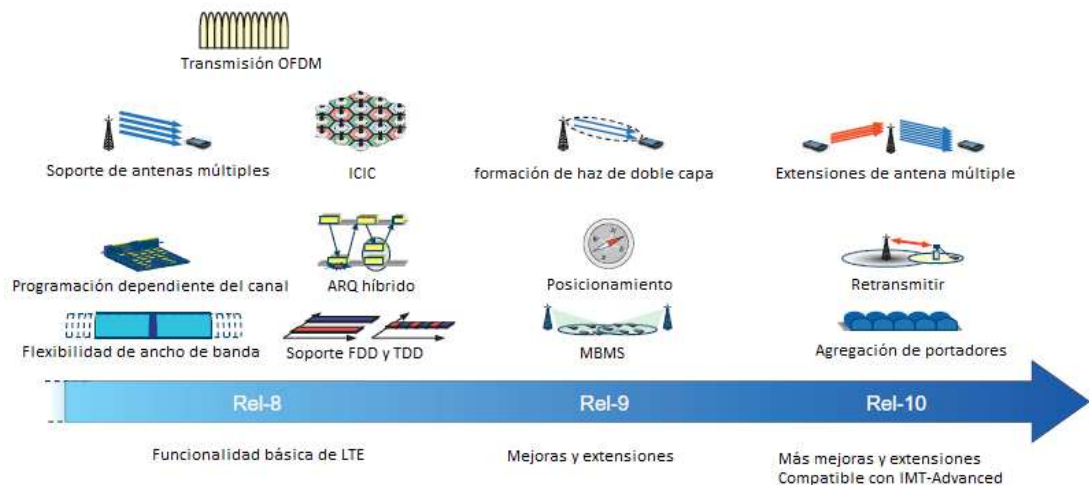 Transmisión OFDM
Soporte de antenas múltiples
ICIC
formación de haz de doble capa
Extensiones de antena múltiple
Programación dependiente del canal
ARQ híbrido
Posicionamiento
Retransmitir
Flexibilidad de ancho de banda
Soporte FDD y TDD
MBMS
Agregación de portadores
Rel-8
Rel-9
Rel-10
Funcionalidad básica de LTE
Mejoras y extensiones
Más mejoras y extensiones
Compatible con IMT-Advanced